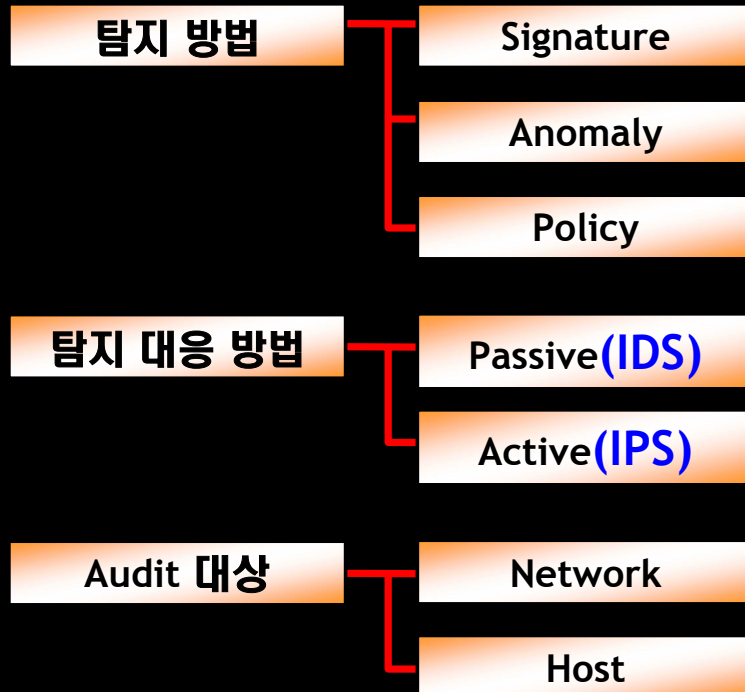 탐지 방법
Signature
Anomaly
Policy
탐지 대응 방법
Passive(IDS)
Active(IPS)
Audit 대상
Network
Host